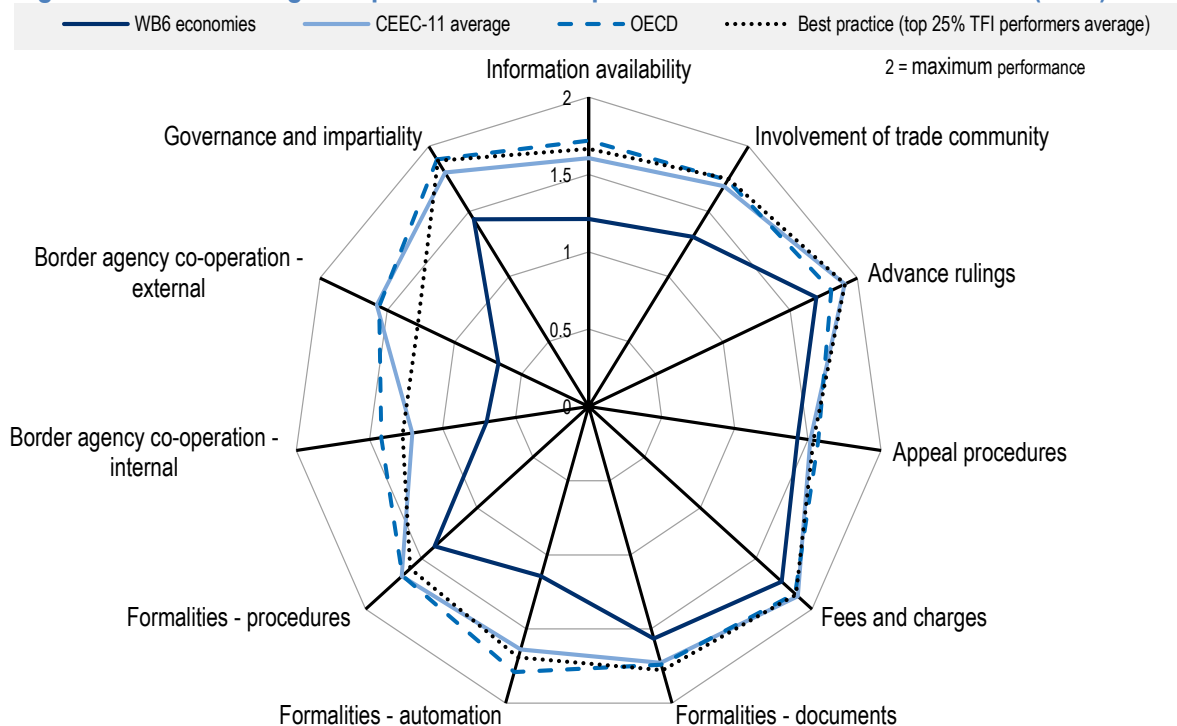 WB6 economies
CEEC-11 average
OECD
Best practice (top 25% TFI performers average)
2 = maximum performance
Information availability
2
Governance and impartiality
Involvement of trade community
1.5
1
Border agency co-operation -
external
Advance rulings
0.5
0
Border agency co-operation -
internal
Appeal procedures
Formalities - procedures
Fees and charges
Formalities - automation
Formalities - documents